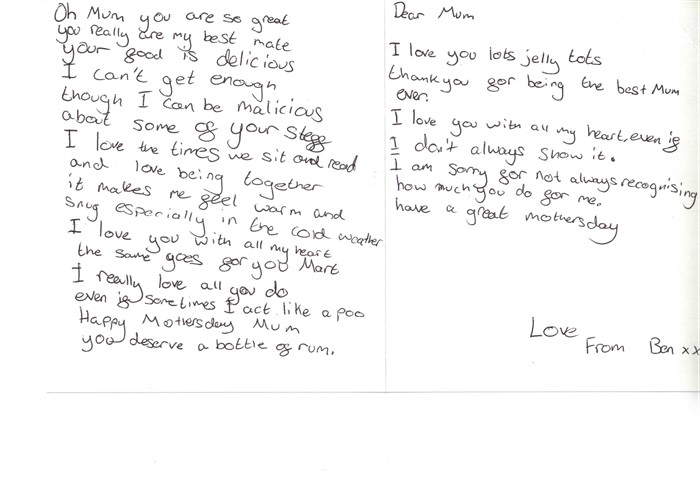 Oh Mum you are so great
you really are my best mate
your food is delicious
I can't get enough
though I can be malicious
about some of your steff
I love the times we sit and read
and love being together
it makes me feel warm and
snug especially in the cold weather
I love you with all my heart
the same goes for you Mart
I really love all you do
even if sometimes I act like a poo
Happy Mothersday Mum
you deserve a bottle of rum.
Dear Mum
I love you lots jelly tots
thankyou for being the best Mum
ever.
I love you with all my heart, even if
I don't always show it.
I am sorry for not always recognising
how much you do for me.
have a great mothersday
Love
From Ben xx